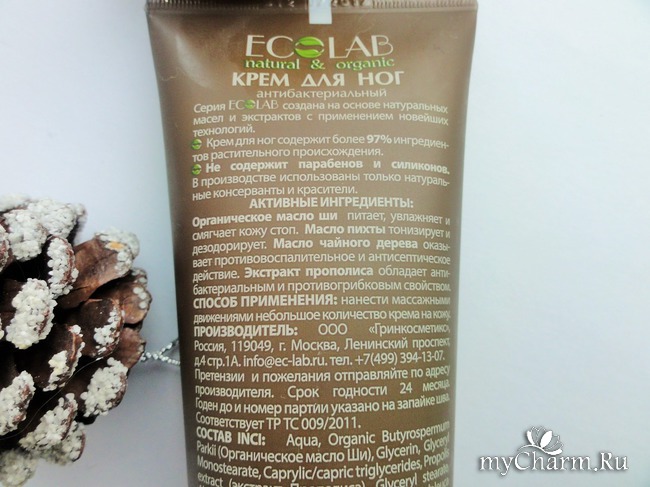 ECOLAB
natural & organic
КРЕМ ДЛЯ НОГ
антибактериальный
Серия ECOLAB создана на основе натуральных
масел и экстрактов с применением новейших
технологий.
Крем для ног содержит более 97% ингредиен-
тов растительного происхождения.
Не содержит парабенов и силиконов.
В производстве использованы только натураль-
ные консерванты и красители.
АКТИВНЫЕ ИНГРЕДИЕНТЫ:
Органическое масло ши питает, увлажняет и
смягчает кожу стоп. Масло пихты тонизирует и
дезодорирует. Масло чайного дерева оказы-
вает противовоспалительное и антисептическое
действие. Экстракт прополиса обладает анти-
бактериальным и противогрибковым свойством.
СПОСОБ ПРИМЕНЕНИЯ: нанести массажными
движениями небольшое количество крема на кожу.
ПРОИЗВОДИТЕЛЬ: ООО «Гринкосметикс»,
Россия, 119049, г. Москва, Ленинский проспект,
д.4 стр.1А. info@ec-lab.ru. тел. +7(499) 394-13-07.
Претензии и пожелания отправляйте по адресу
производителя. Срок годности 24 месяца.
Годен до и номер партии указано на запайке шва.
Соответствует ТР ТС 009/2011.
СОСТАВ INCI: Aqua, Organic Butyrospermum
Parkii (Органическое масло Ши), Glycerin, Glyceryl
Monostearate, Caprylic/capric triglycerides, Propolis
extract (экстракт Прополиса), Glyceryl stearate,
myCharm.Ru